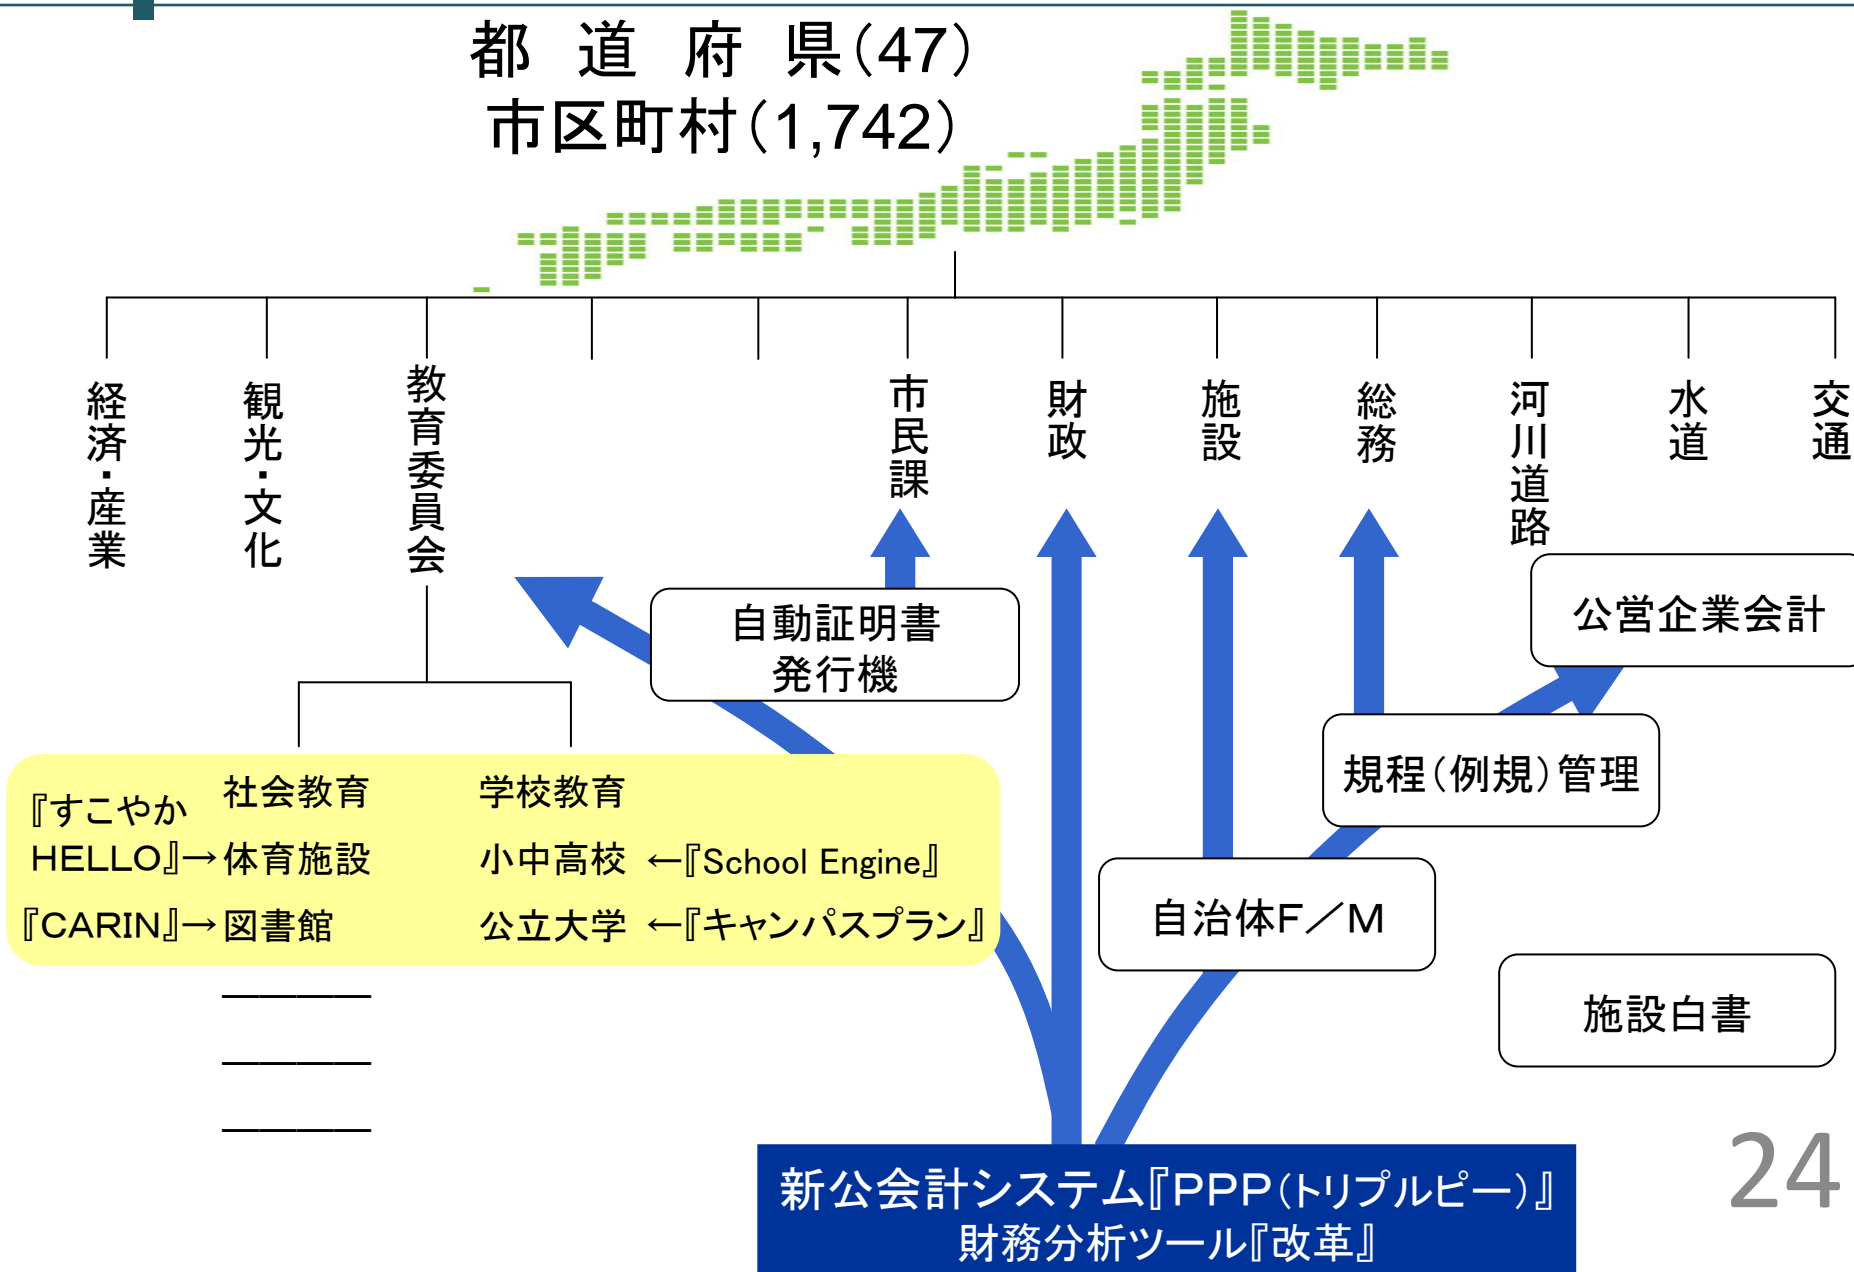 都　道　府　県（47）
市区町村（1,742）
経済・産業
観光・文化
教育委員会
市民課
財政
施設
総務
河川道路
水道
交通
自動証明書
発行機
公営企業会計
規程（例規）管理
自治体F／M
施設白書
社会教育
学校教育
『すこやか
HELLO』→体育施設
小中高校 ←『School Engine』
『CARIN』→図書館
公立大学 ←『キャンパスプラン』
新公会計システム『PPP（トリプルピー）』
財務分析ツール『改革』
24